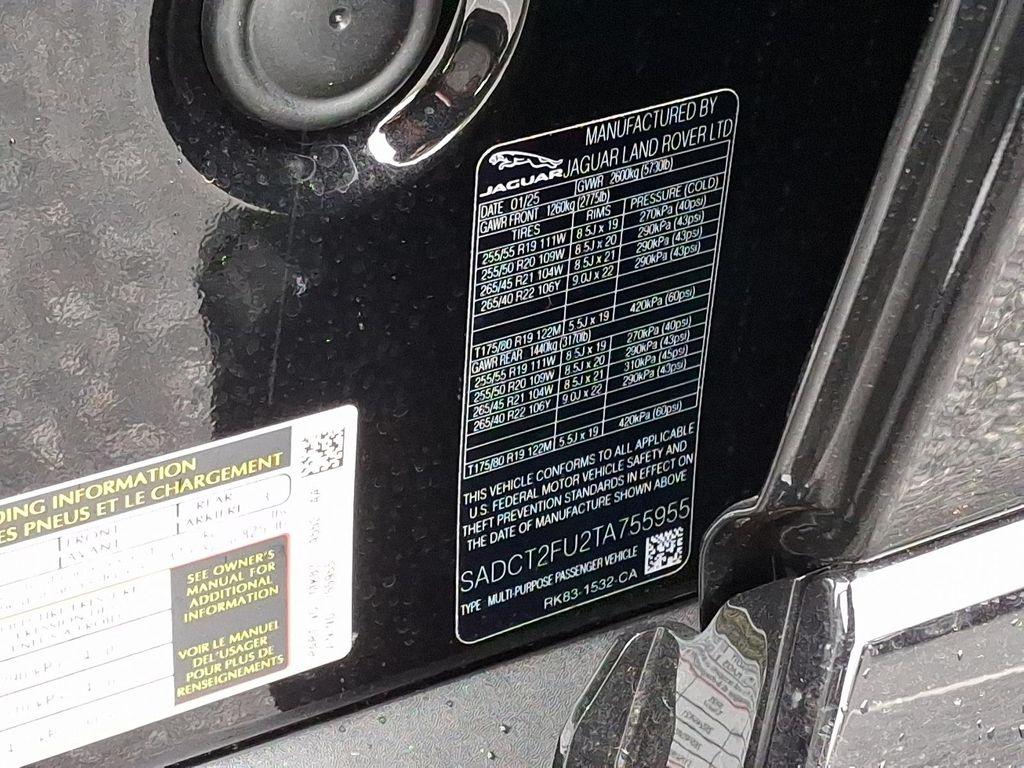 MANUFACTURED BY
JAGUAR LAND ROVER LTD
JAGUAR
DATE 01/25 GVWR 2600kg (5730lb)
GAWR FRONT 1260kg (2775lb)
TIRES RIMS PRESSURE (COLD)
255/55 R19 111W 8.5J x 19 270kPa (40psi)
255/50 R20 109W 8.5J x 20 290kPa (43psi)
265/45 R21 104W 8.5J x 21 290kPa (43psi)
265/40 R22 106Y 9.0J x 22 290kPa (43psi)
T175/80 R19 122M 5.5J x 19 420kPa (60psi)
GAWR REAR 1440kg (3170lb)
255/55 R19 111W 8.5J x 19 270kPa (40psi)
255/50 R20 109W 8.5J x 20 290kPa (43psi)
265/45 R21 104W 8.5J x 21 310kPa (45psi)
265/40 R22 106Y 9.0J x 22 290kPa (43psi)
T175/80 R19 122M 5.5J x 19 420kPa (60psi)
THIS VEHICLE CONFORMS TO ALL APPLICABLE
U.S. FEDERAL MOTOR VEHICLE SAFETY AND
THEFT PREVENTION STANDARDS IN EFFECT ON
THE DATE OF MANUFACTURE SHOWN ABOVE
SADCT2FU2TA755955
TYPE MULTI-PURPOSE PASSENGER VEHICLE
RK83-1532-CA
DING INFORMATION
ES PNEUS ET LE CHARGEMENT
FRONT REAR 3
AVANT ARRIERE
SEE OWNER'S
MANUAL FOR
ADDITIONAL
INFORMATION
VOIR LE MANUEL
DEL'USAGER
POUR PLUS DE
RENSEIGNEMENTS